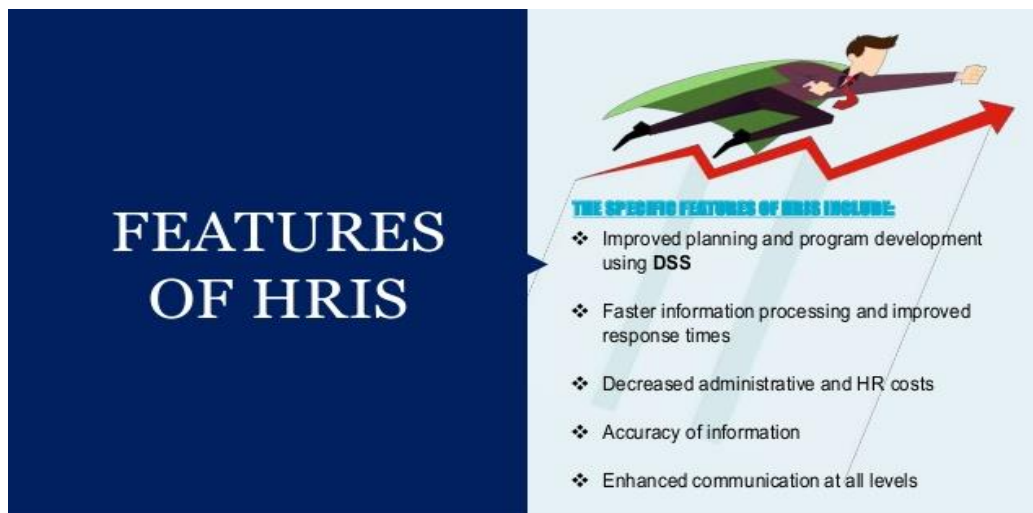 FEATURES
OF HRIS
THE SPECIFIC FEATURES OF HRIS INCLUDE:
❖ Improved planning and program development
using DSS
❖ Faster information processing and improved
response times
❖ Decreased administrative and HR costs
❖ Accuracy of information
❖ Enhanced communication at all levels